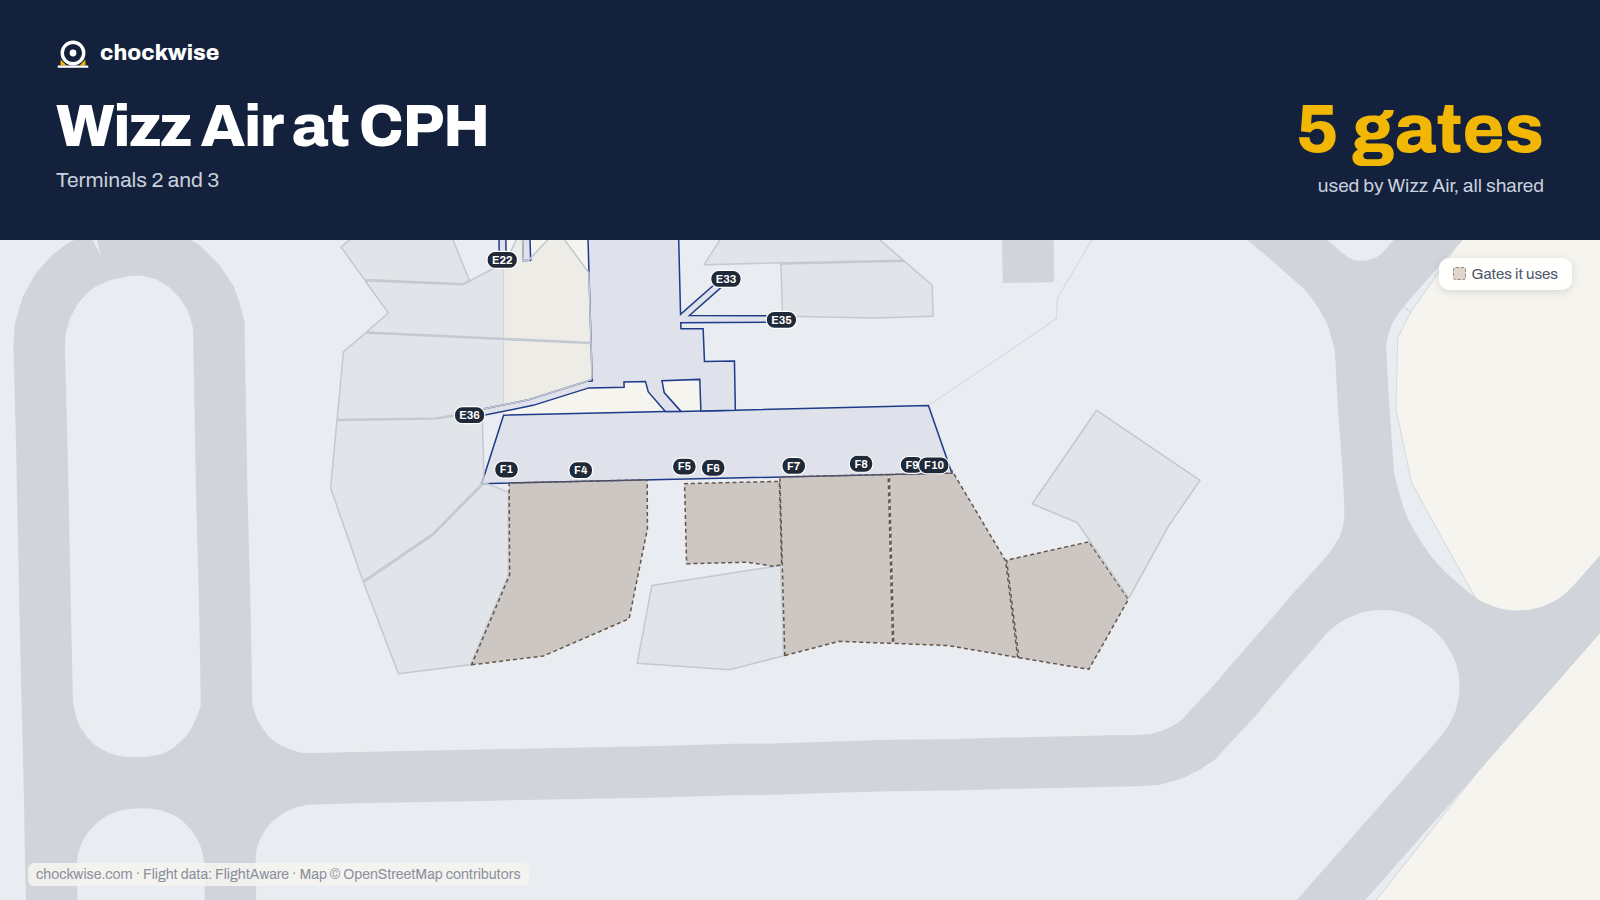 chockwise
Wizz Air at CPH
Terminals 2 and 3
5 gates
used by Wizz Air, all shared
Gates it uses
E22
E33
E35
E36
F1
F4
F5
F6
F7
F8
F9
F10
chockwise.com · Flight data: FlightAware · Map © OpenStreetMap contributors